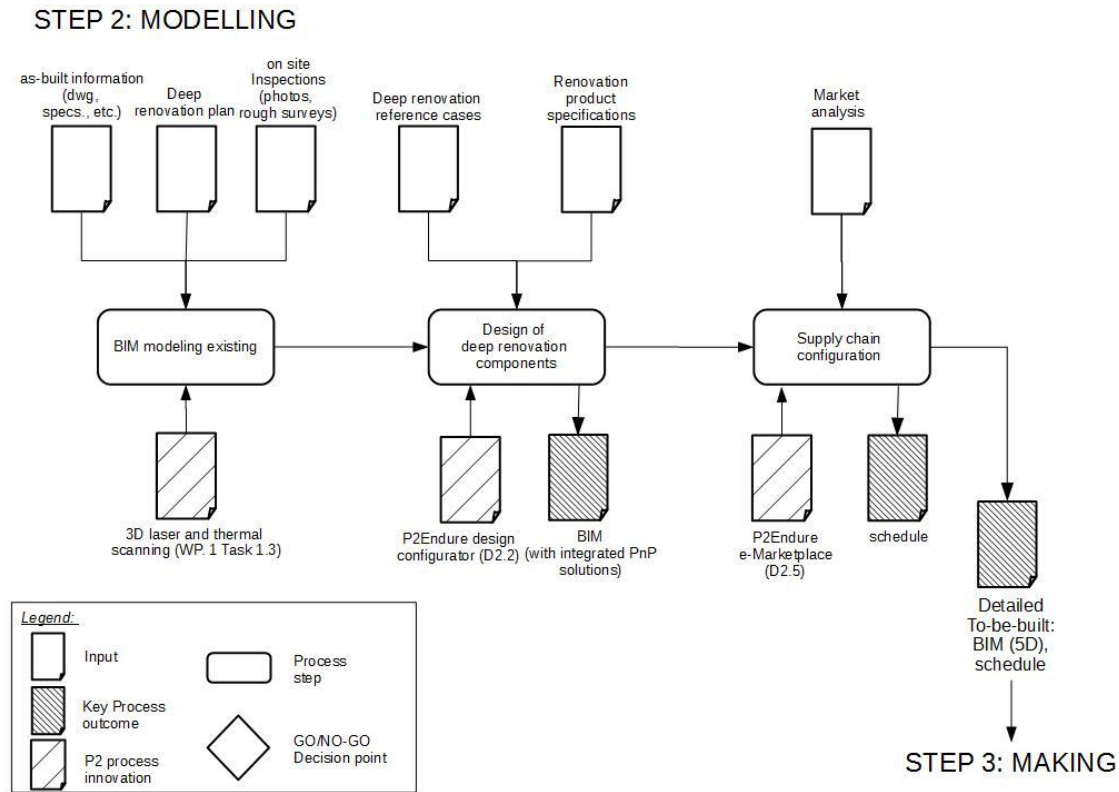 STEP 2: MODELLING
as-built information
(dwg,
specs., etc.)
Deep
renovation plan
on site
Inspections
(photos,
rough surveys)
Deep renovation
reference cases
Renovation
product
specifications
Market
analysis
BIM modeling existing
Design of
deep renovation
components
Supply chain
configuration
3D laser and thermal
scanning (WP. 1 Task 1.3)
P2Endure design
configurator (D2.2)
BIM
(with integrated PnP
solutions)
P2Endure
e-Marketplace
(D2.5)
schedule
Detailed
To-be-built:
BIM (5D),
schedule
Legend:
Input
Process
step
Key Process
outcome
GO/NO-GO
Decision point
P2 process
innovation
STEP 3: MAKING